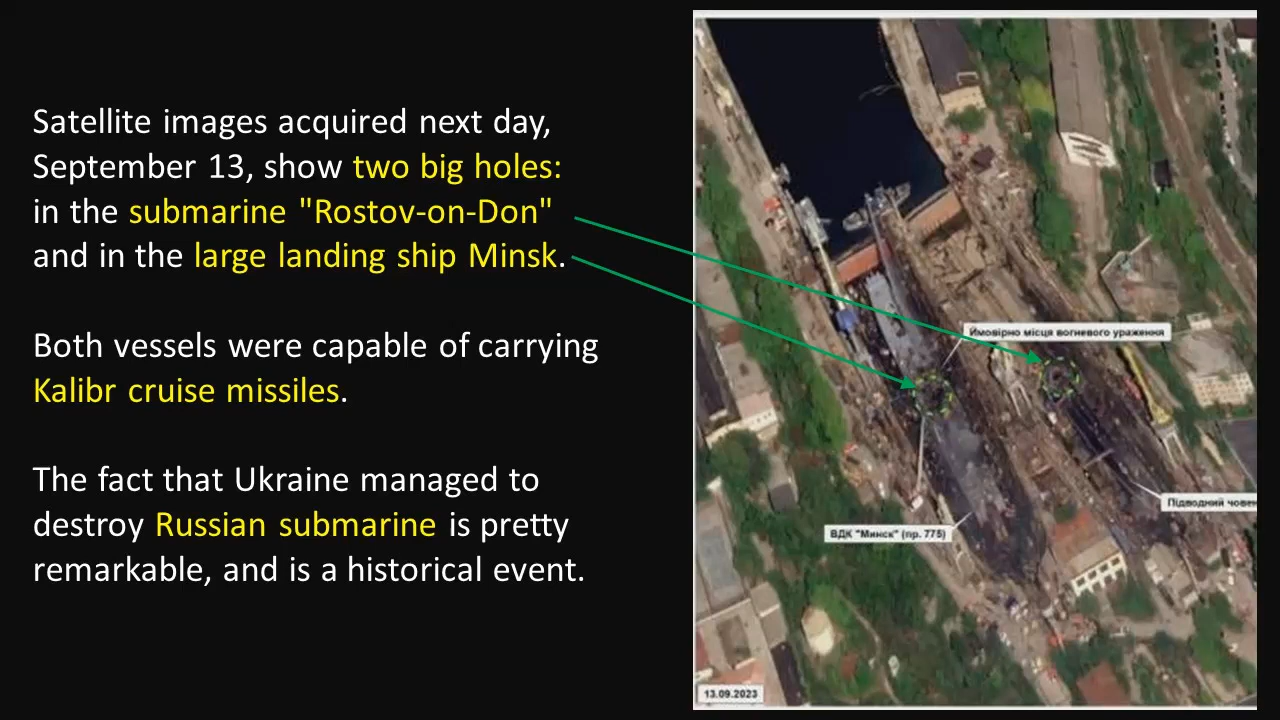 Satellite images acquired next day,
September 13, show two big holes:
in the submarine "Rostov-on-Don"
and in the large landing ship Minsk.
Both vessels were capable of carrying
Kalibr cruise missiles.
The fact that Ukraine managed to
destroy Russian submarine is pretty
remarkable, and is a historical event.
Ймовірно місця вогневого ураження
Підводний човен
ВДК "Минск" (пр. 775)
13.09.2023